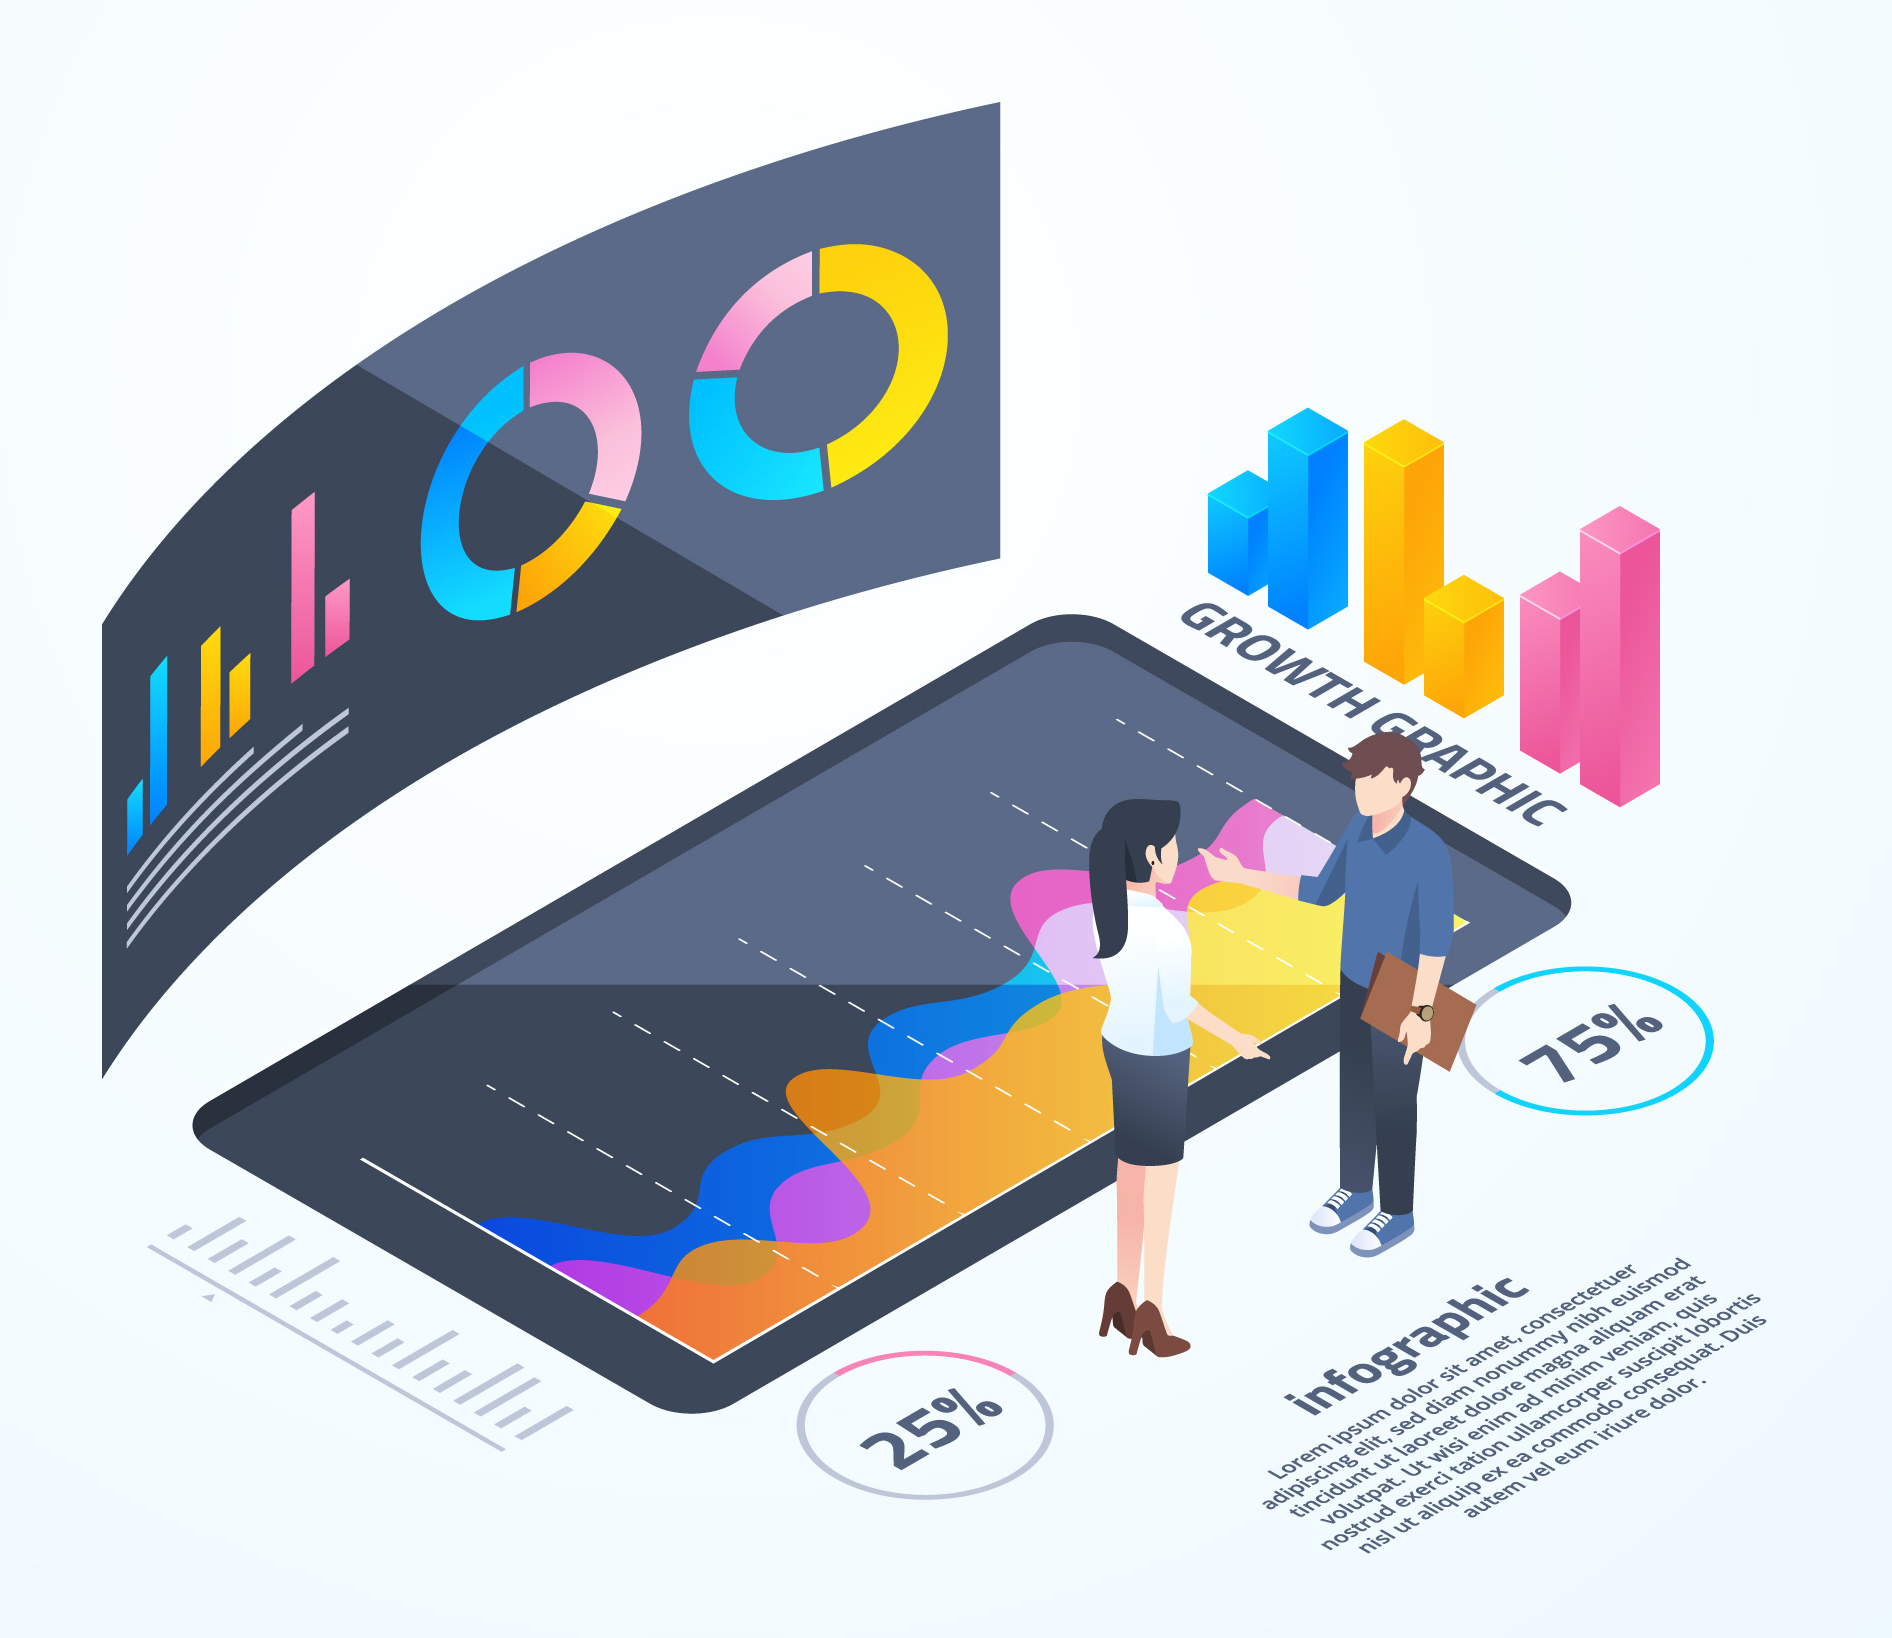 GROWTH GRAPHIC
75%
25%
infographic
Lorem ipsum dolor sit amet, consectetuer
adipiscing elit, sed diam nonummy nibh euismod
tincidunt ut laoreet dolore magna aliquam erat
volutpat. Ut wisi enim ad minim veniam, quis
nostrud exerci tation ullamcorper suscipit lobortis
nisl ut aliquip ex ea commodo consequat. Duis
autem vel eum iriure dolor .